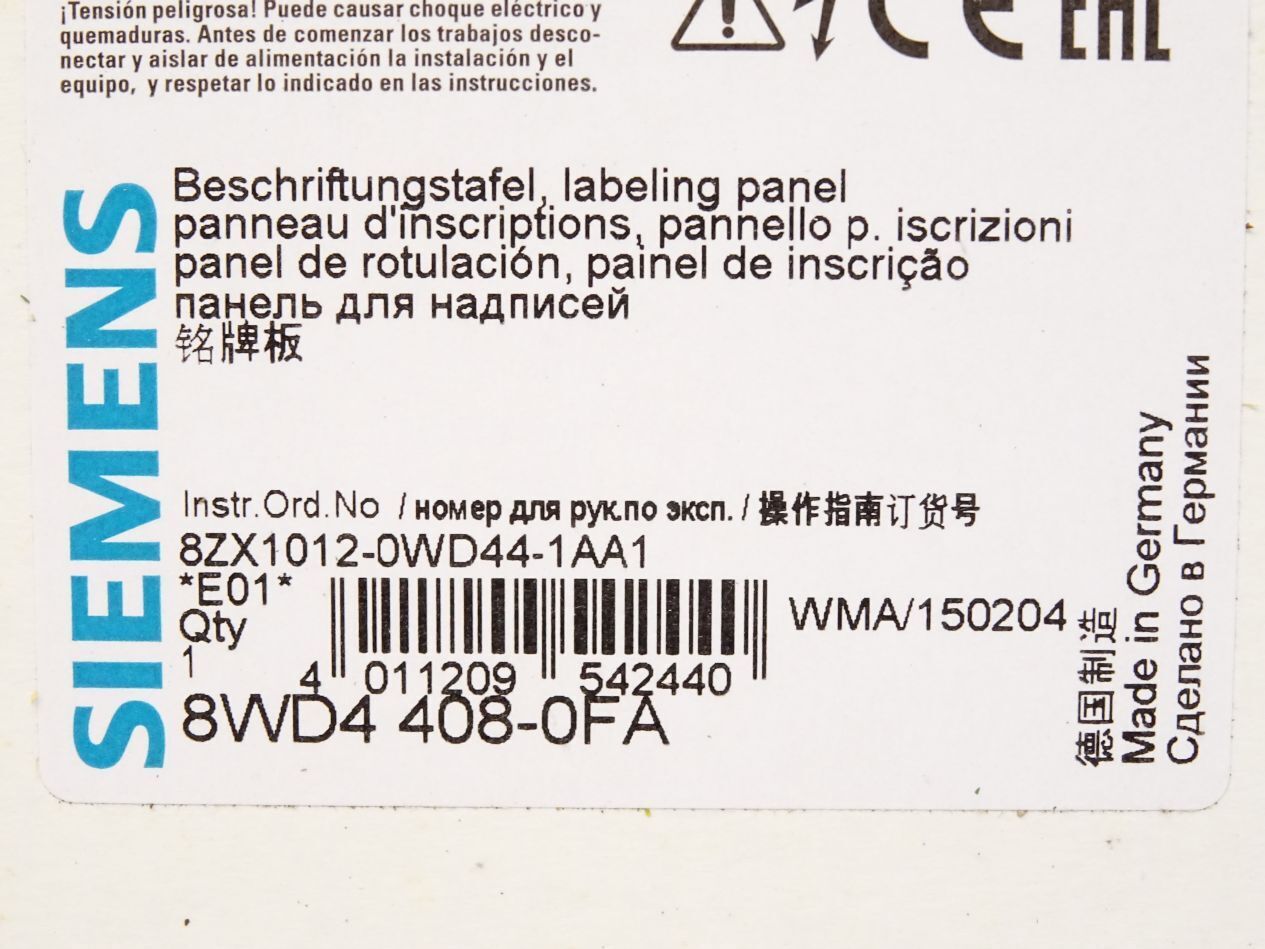 ¡Tensión peligrosa! Puede causar choque eléctrico y
quemaduras. Antes de comenzar los trabajos desco-
nectar y aislar de alimentación la instalación y el
equipo, y respetar lo indicado en las instrucciones.
CE EAC
SIEMENS
Beschriftungstafel, labeling panel
panneau d'inscriptions, pannello p. iscrizioni
panel de rotulación, painel de inscrição
панель для надписей
铭牌板
Instr.Ord.No / номер для рук.по эксп. / 操作指南订货号
8ZX1012-0WD44-1AA1
*E01*
Qty
1
4 011209 542440
WMA/150204
8WD4 408-0FA
德国制造
Made in Germany
Сделано в Германии